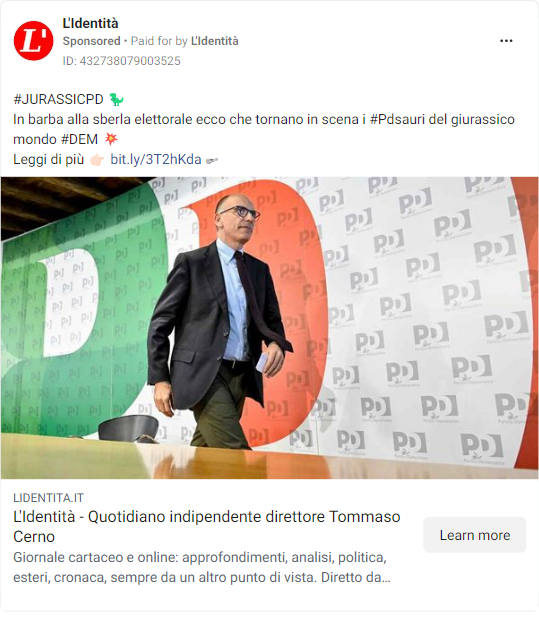 L'Identità
Sponsored • Paid for by L'Identità
ID: 432738079003525
#JURASSICPD 🦖
In barba alla sberla elettorale ecco che tornano in scena i #Pdsauri del giurassico
mondo #DEM 💥
Leggi di più 👉🏻 bit.ly/3T2hKda 🗞
L'
PD
Partito Democratico
LIDENTITA.IT
L'Identità - Quotidiano indipendente direttore Tommaso
Cerno
Learn more
Giornale cartaceo e online: approfondimenti, analisi, politica,
esteri, cronaca, sempre da un altro punto di vista. Diretto da...